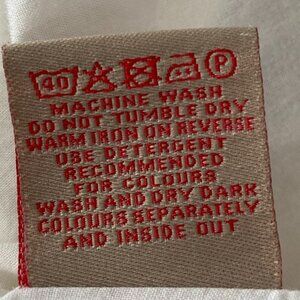 40 P
MACHINE WASH
DO NOT TUMBLE DRY
WARM IRON ON REVERSE
USE DETERGENT
RECOMMENDED
FOR COLOURS
WASH AND DRY DARK
COLOURS SEPARATELY
AND INSIDE OUT